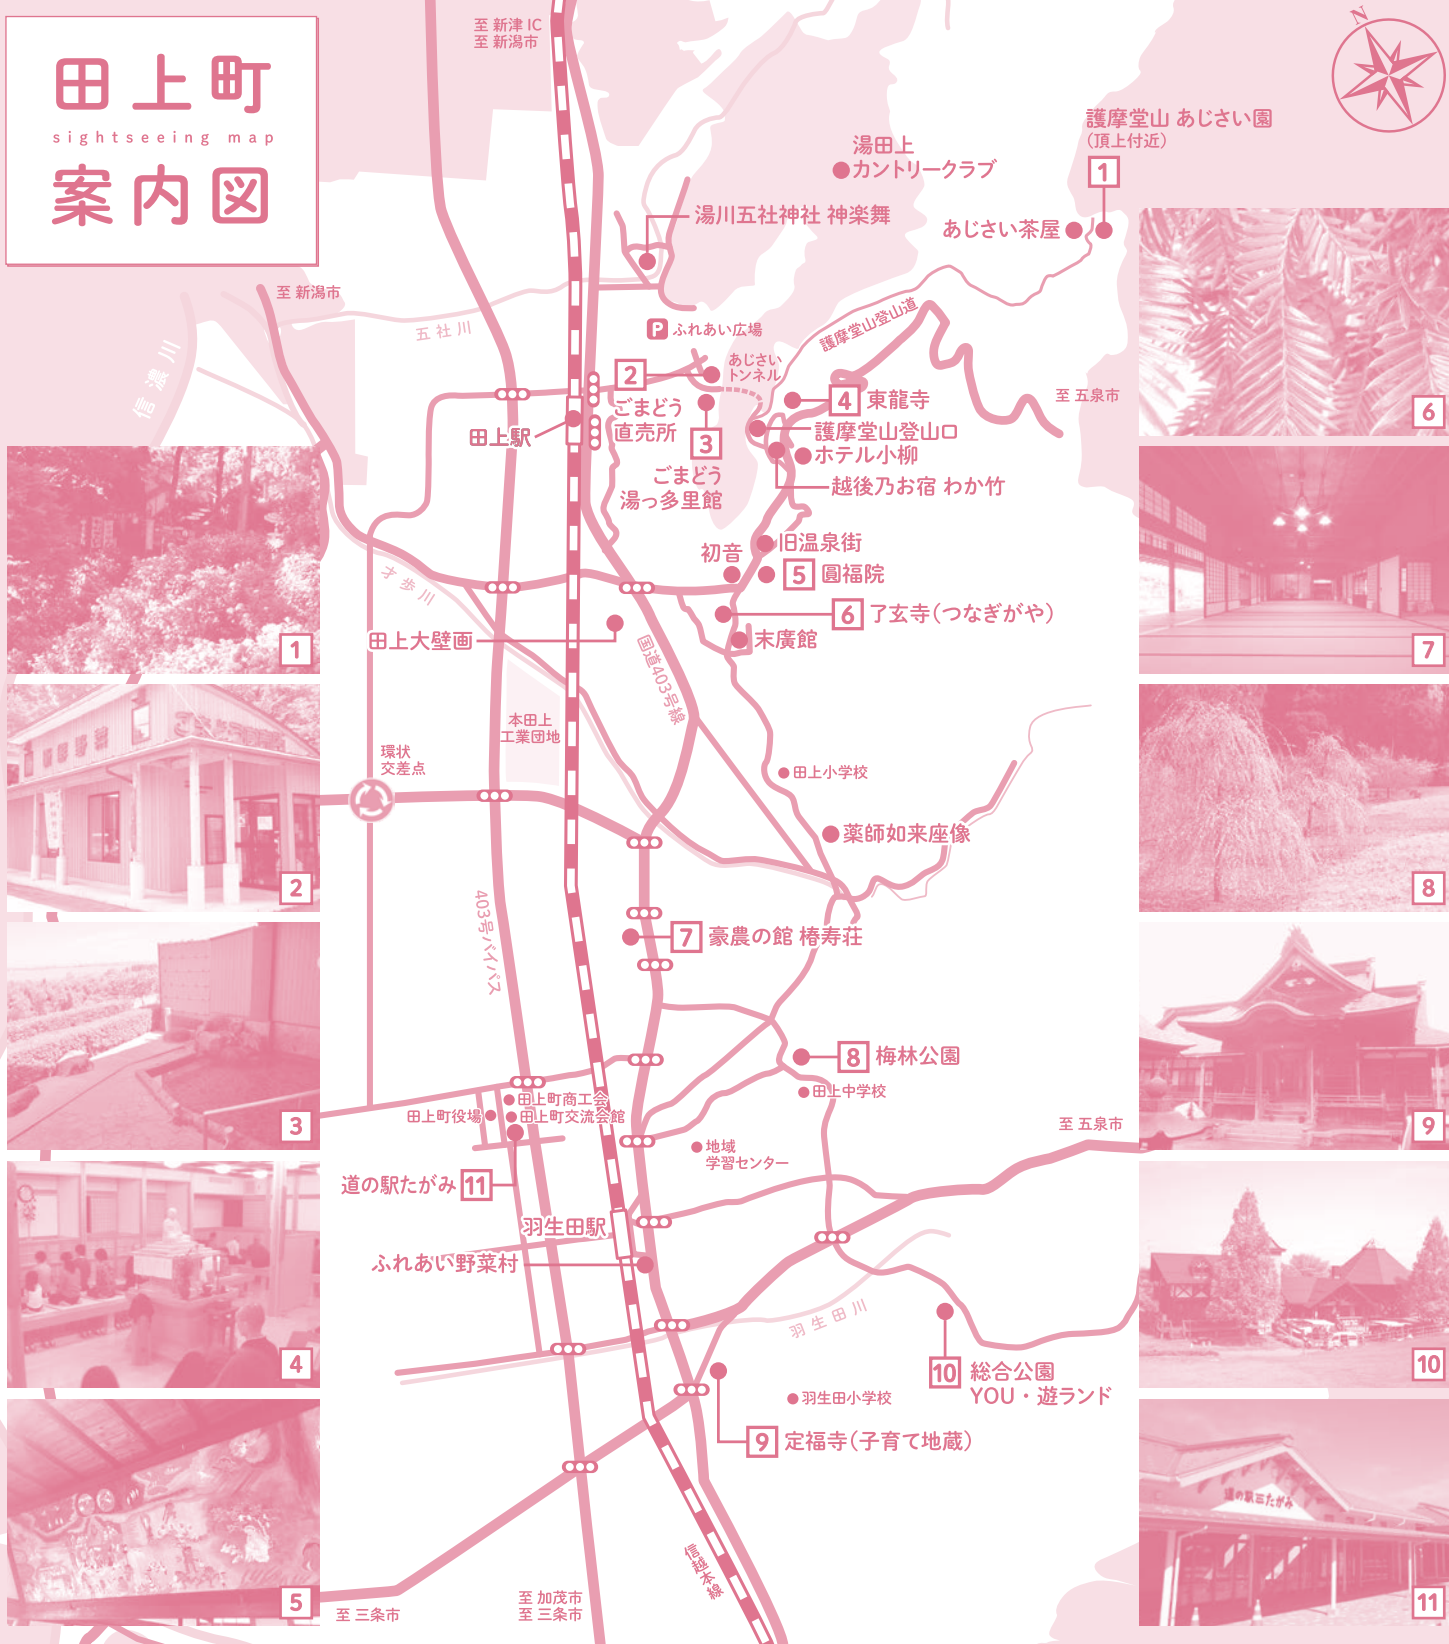 田上町
sightseeing map
案内図
至 新津 IC
至 新潟市
N
護摩堂山 あじさい園
(頂上付近)
1
湯田上
カントリークラブ
湯川五社神社 神楽舞
あじさい茶屋
至 新潟市
五社川
信濃川
P ふれあい広場
護摩堂山登山道
あじさい
トンネル
2
ごまどう
直売所
3
ごまどう
湯っ多里館
4 東龍寺
至 五泉市
護摩堂山登山口
ホテル小柳
越後乃お宿 わか竹
田上駅
旧温泉街
初音
5 圓福院
6 了玄寺(つなぎがや)
末廣館
才歩川
田上大壁画
国道403号線
本田上
工業団地
環状
交差点
田上小学校
薬師如来座像
403号バイパス
7 豪農の館 椿寿荘
8 梅林公園
田上中学校
田上町商工会
田上町役場
田上町交流会館
至 五泉市
地域
学習センター
道の駅たがみ 11
羽生田駅
ふれあい野菜村
羽生田川
10 総合公園
YOU・遊ランド
羽生田小学校
9 定福寺(子育て地蔵)
信越本線
至 加茂市
至 三条市
至 三条市
1
2
3
4
5
6
7
8
9
10
道の駅たがみ
11